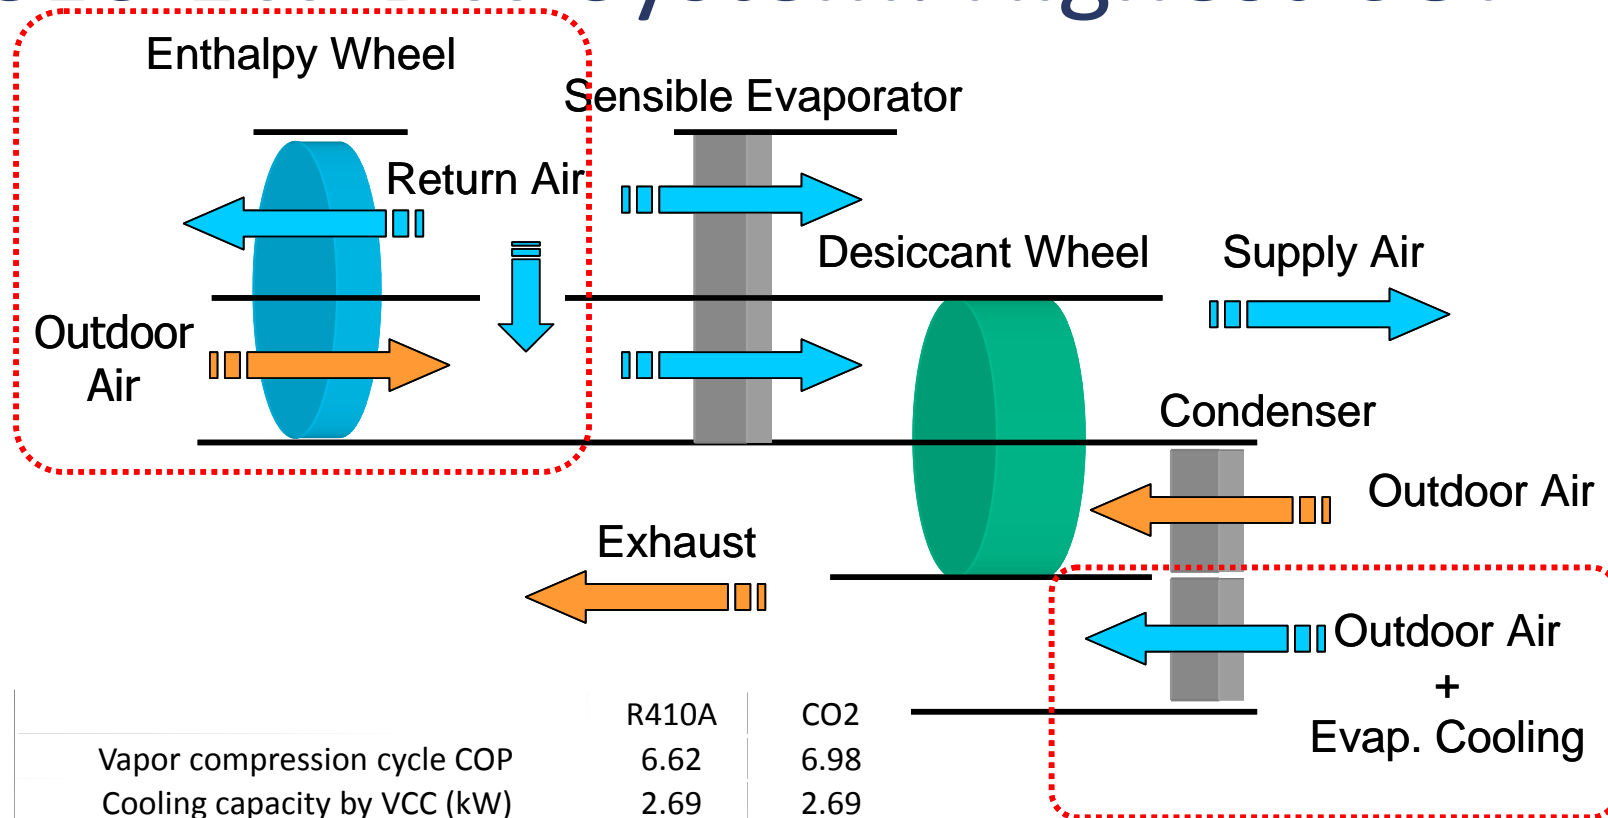 Enthalpy Wheel
Sensible Evaporator
Return Air
Desiccant Wheel
Supply Air
Outdoor
Air
Condenser
Outdoor Air
Exhaust
Outdoor Air
+
Evap. Cooling
R410A CO2
Vapor compression cycle COP 6.62 6.98
Cooling capacity by VCC (kW) 2.69 2.69